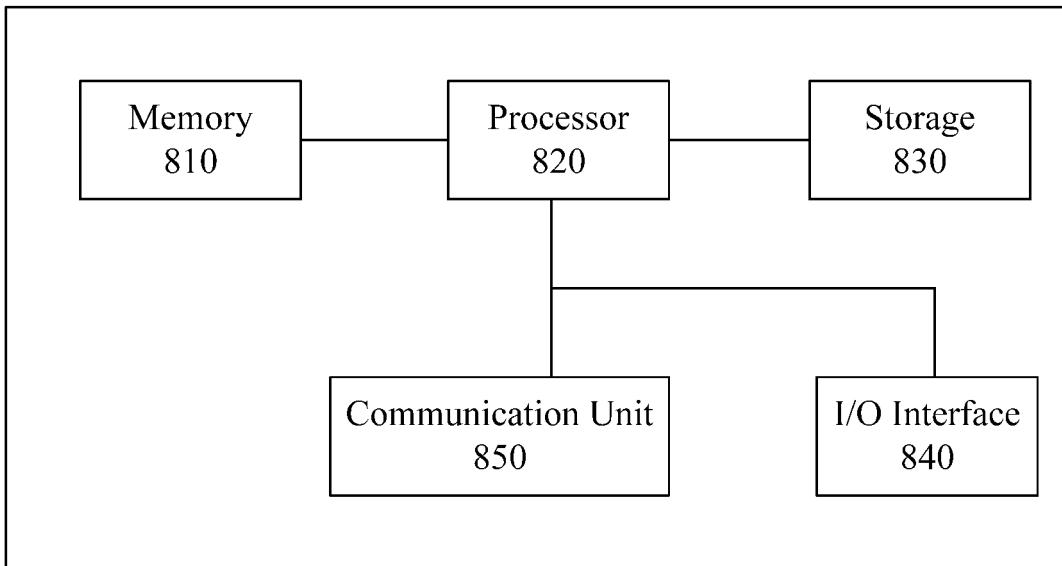 Memory
810
Processor
820
Storage
830
Communication Unit
850
I/O Interface
840